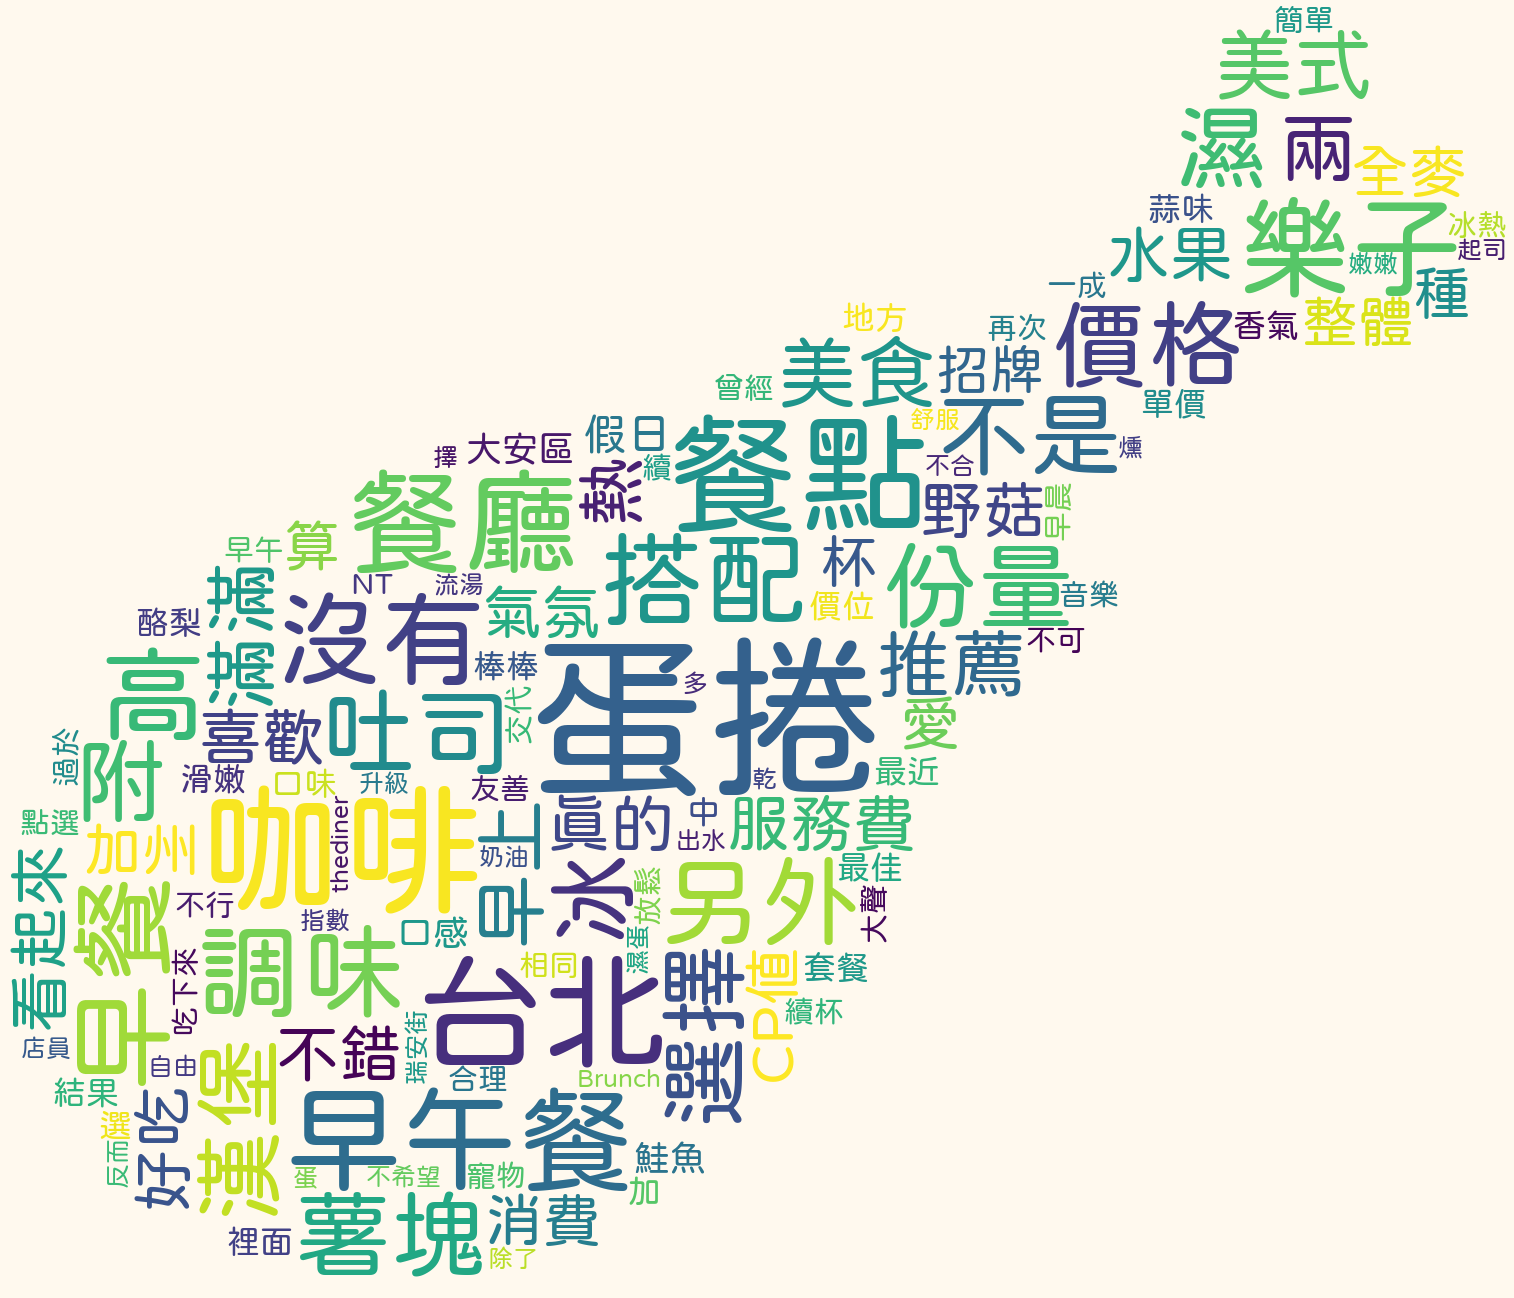 簡單
美式
濕
兩
全麥
蒜味
樂子
冰熱
水果
起司
嫩嫩
種
一成
價格
香氣
整體
地方
再次
美食
招牌
曾經
單價
不是
舒服
假日
餐點
大安區
擇
熱
續
不合
燻
餐廳
野菇
早晨
算
早午
搭配
杯
份量
NT
流湯
滿
滿
沒有
氣氛
價位
音樂
酪梨
蛋捲
推薦
不可
高
棒棒
多
交代
吐司
愛
喜歡
過於
附
滑嫩
口味
升級
友善
乾
最近
點選
加州
咖啡
thediner
上
真的
中
出水
服務費
奶油
看起來
早餐
不行
指數
口感
早
冰
放鬆
另外
最佳
大聲
調味
吃下來
台北
相同
濕蛋
選擇
CP值
套餐
續杯
店員
自由
不錯
瑞安街
合理
Brunch
結果
漢堡
選
好吃
早午餐
反而
蛋
不希望
寵物
鮭魚
加
薯塊
消費
裡面
除了